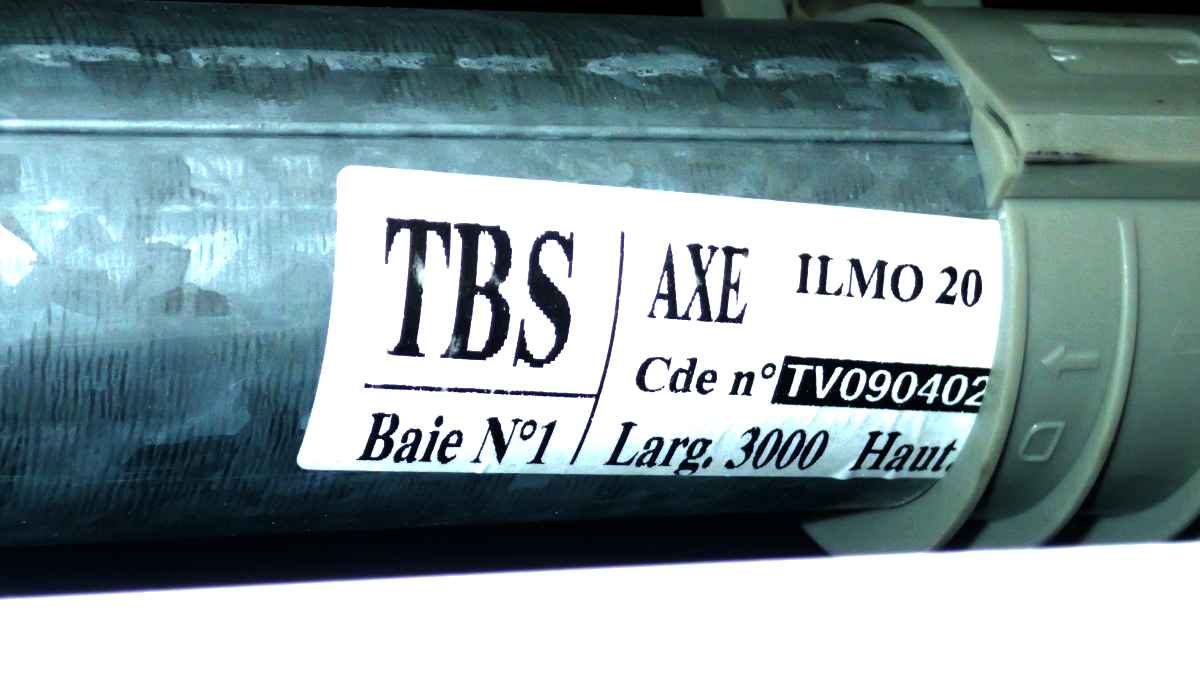 TBS
AXE ILMO 20
Cde n° TV090402
Baie N°1
Larg. 3000 Haut.